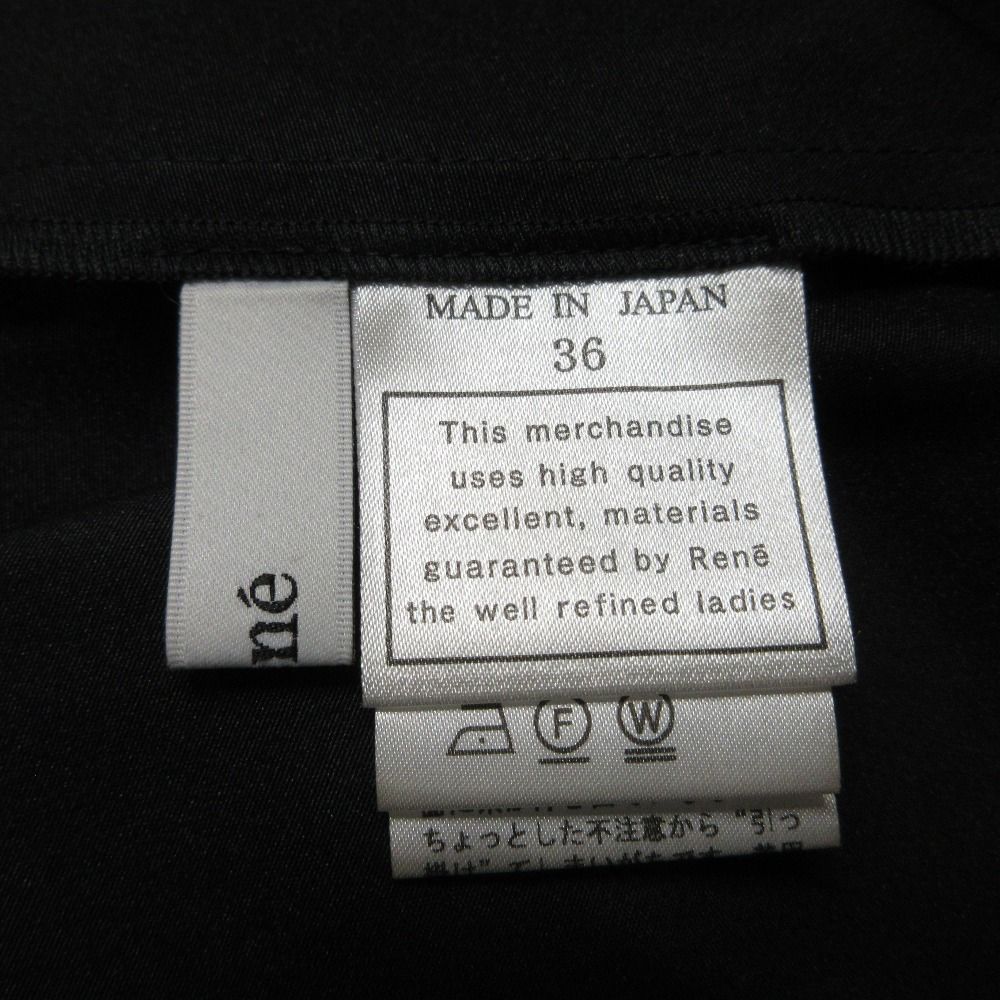 né
MADE IN JAPAN
36
This merchandise
uses high quality
excellent, materials
guaranteed by René
the well refined ladies
F W
ちょっとした不注意から “引っ